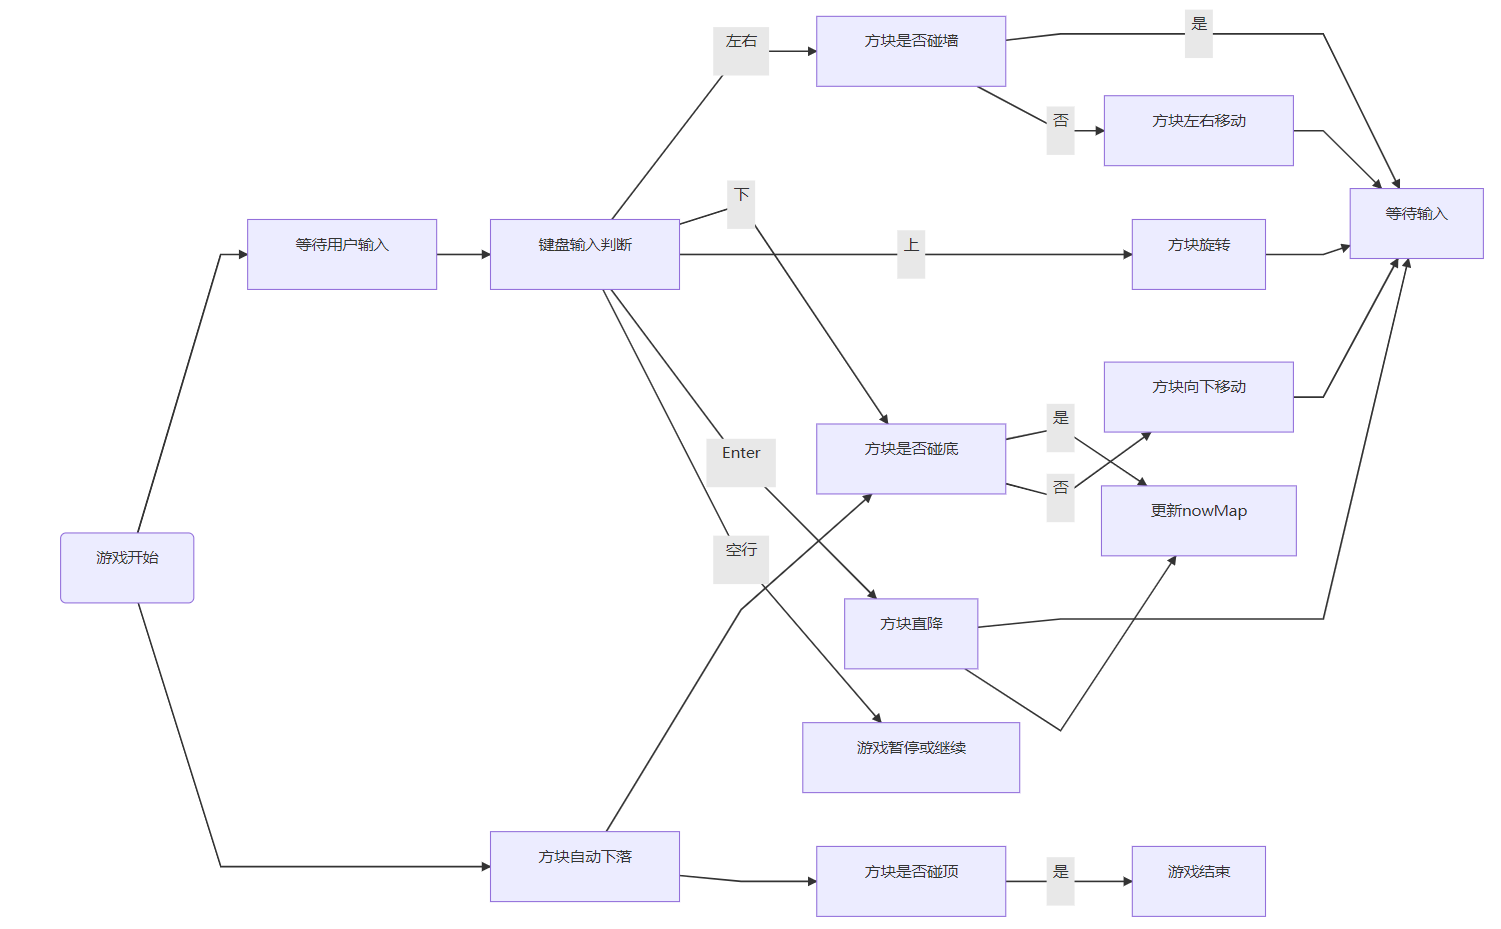 左右
方块是否碰墙
是
否
方块左右移动
下
等待用户输入
键盘输入判断
上
方块旋转
等待输入
方块向下移动
方块是否碰底
是
否
Enter
更新nowMap
空行
游戏开始
方块直降
游戏暂停或继续
方块自动下落
方块是否碰顶
是
游戏结束